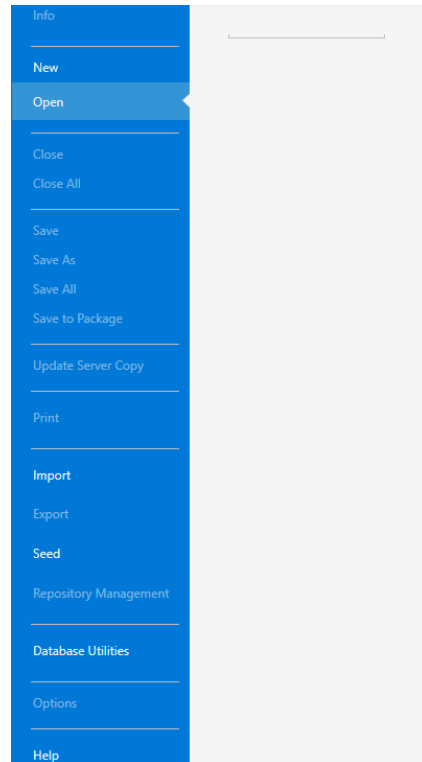 Info
New
Open
Close
Close All
Save
Save As
Save All
Save to Package
Update Server Copy
Print
Import
Export
Seed
Repository Management
Database Utilities
Options
Help